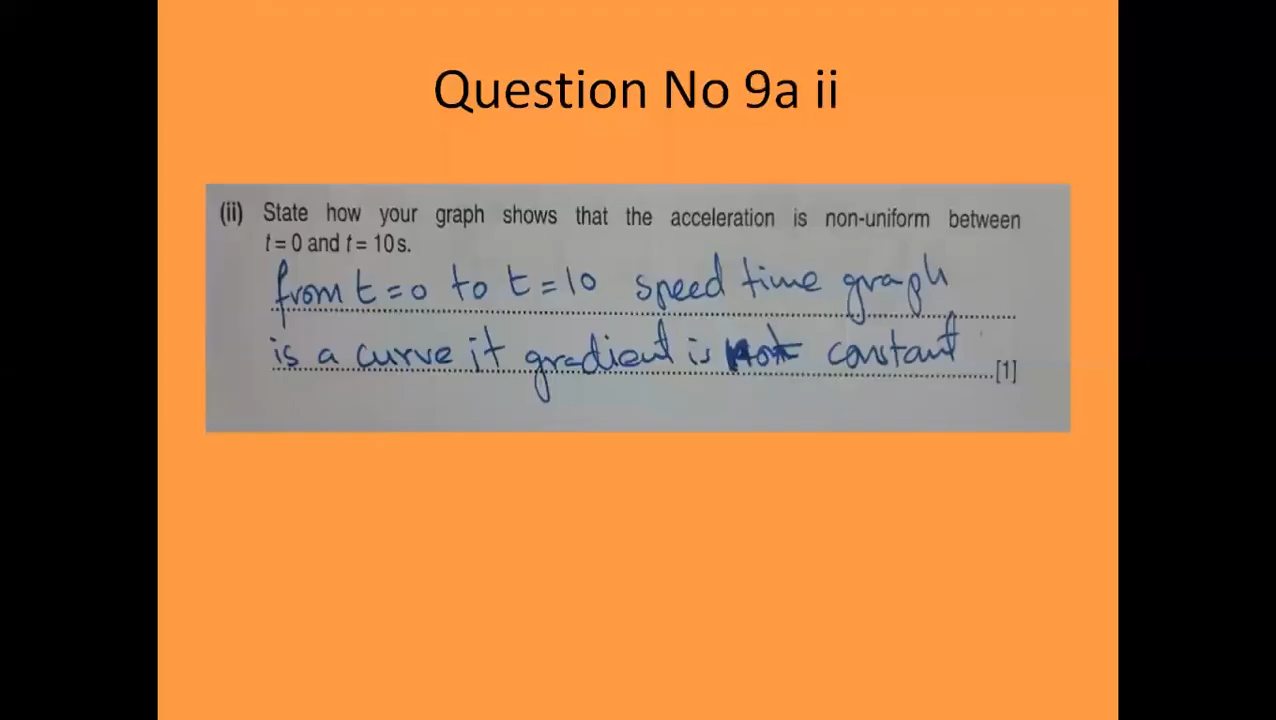 Question No 9a ii
(ii) State how your graph shows that the acceleration is non-uniform between
t = 0 and t = 10 s.
from t = 0 to t = 10 speed time graph
is a curve it gradient is not constant
[1]